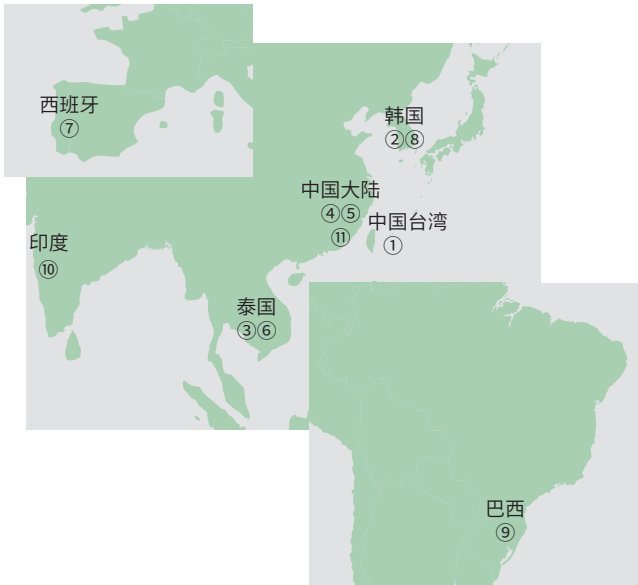 西班牙
⑦
韩国
②⑧
中国大陆
④⑤
⑪
中国台湾
①
印度
⑩
泰国
③⑥
巴西
⑨